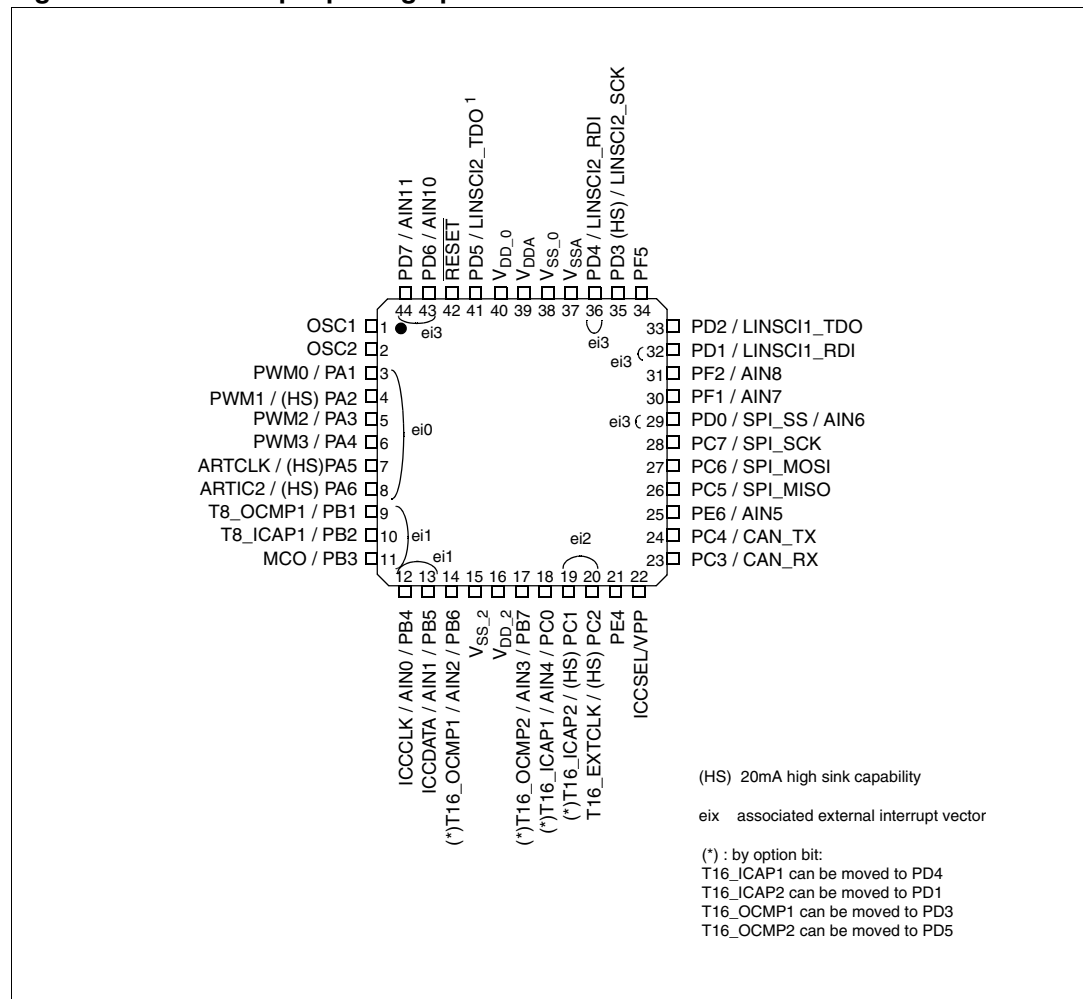 PD7 / AIN11
PD6 / AIN10
RESET
PD5 / LINSCI2_TDO 1
VDD_0
VDDA
VSS_0
VSSA
PD4 / LINSCI2_RDI
PD3 (HS) / LINSCI2_SCK
PF5
44 43 42 41 40 39 38 37 36 35 34
ei3
ei3
OSC1 1
OSC2 2
PWM0 / PA1 3
PWM1 / (HS) PA2 4
PWM2 / PA3 5
PWM3 / PA4 6
ARTCLK / (HS)PA5 7
ARTIC2 / (HS) PA6 8
T8_OCMP1 / PB1 9
T8_ICAP1 / PB2 10
MCO / PB3 11
ei0
ei1
ei1
33 PD2 / LINSCI1_TDO
ei3 32 PD1 / LINSCI1_RDI
31 PF2 / AIN8
30 PF1 / AIN7
ei3 29 PD0 / SPI_SS / AIN6
28 PC7 / SPI_SCK
27 PC6 / SPI_MOSI
26 PC5 / SPI_MISO
25 PE6 / AIN5
24 PC4 / CAN_TX
23 PC3 / CAN_RX
ei2
12 13 14 15 16 17 18 19 20 21 22
ICCCLK / AIN0 / PB4
ICCDATA / AIN1 / PB5
(*)T16_OCMP1 / AIN2 / PB6
VSS_2
VDD_2
(*)T16_OCMP2 / AIN3 / PB7
(*)T16_ICAP1 / AIN4 / PC0
(*)T16_ICAP2 / (HS) PC1
T16_EXTCLK / (HS) PC2
PE4
ICCSEL/VPP
(HS) 20mA high sink capability
eix associated external interrupt vector
(*) : by option bit:
T16_ICAP1 can be moved to PD4
T16_ICAP2 can be moved to PD1
T16_OCMP1 can be moved to PD3
T16_OCMP2 can be moved to PD5